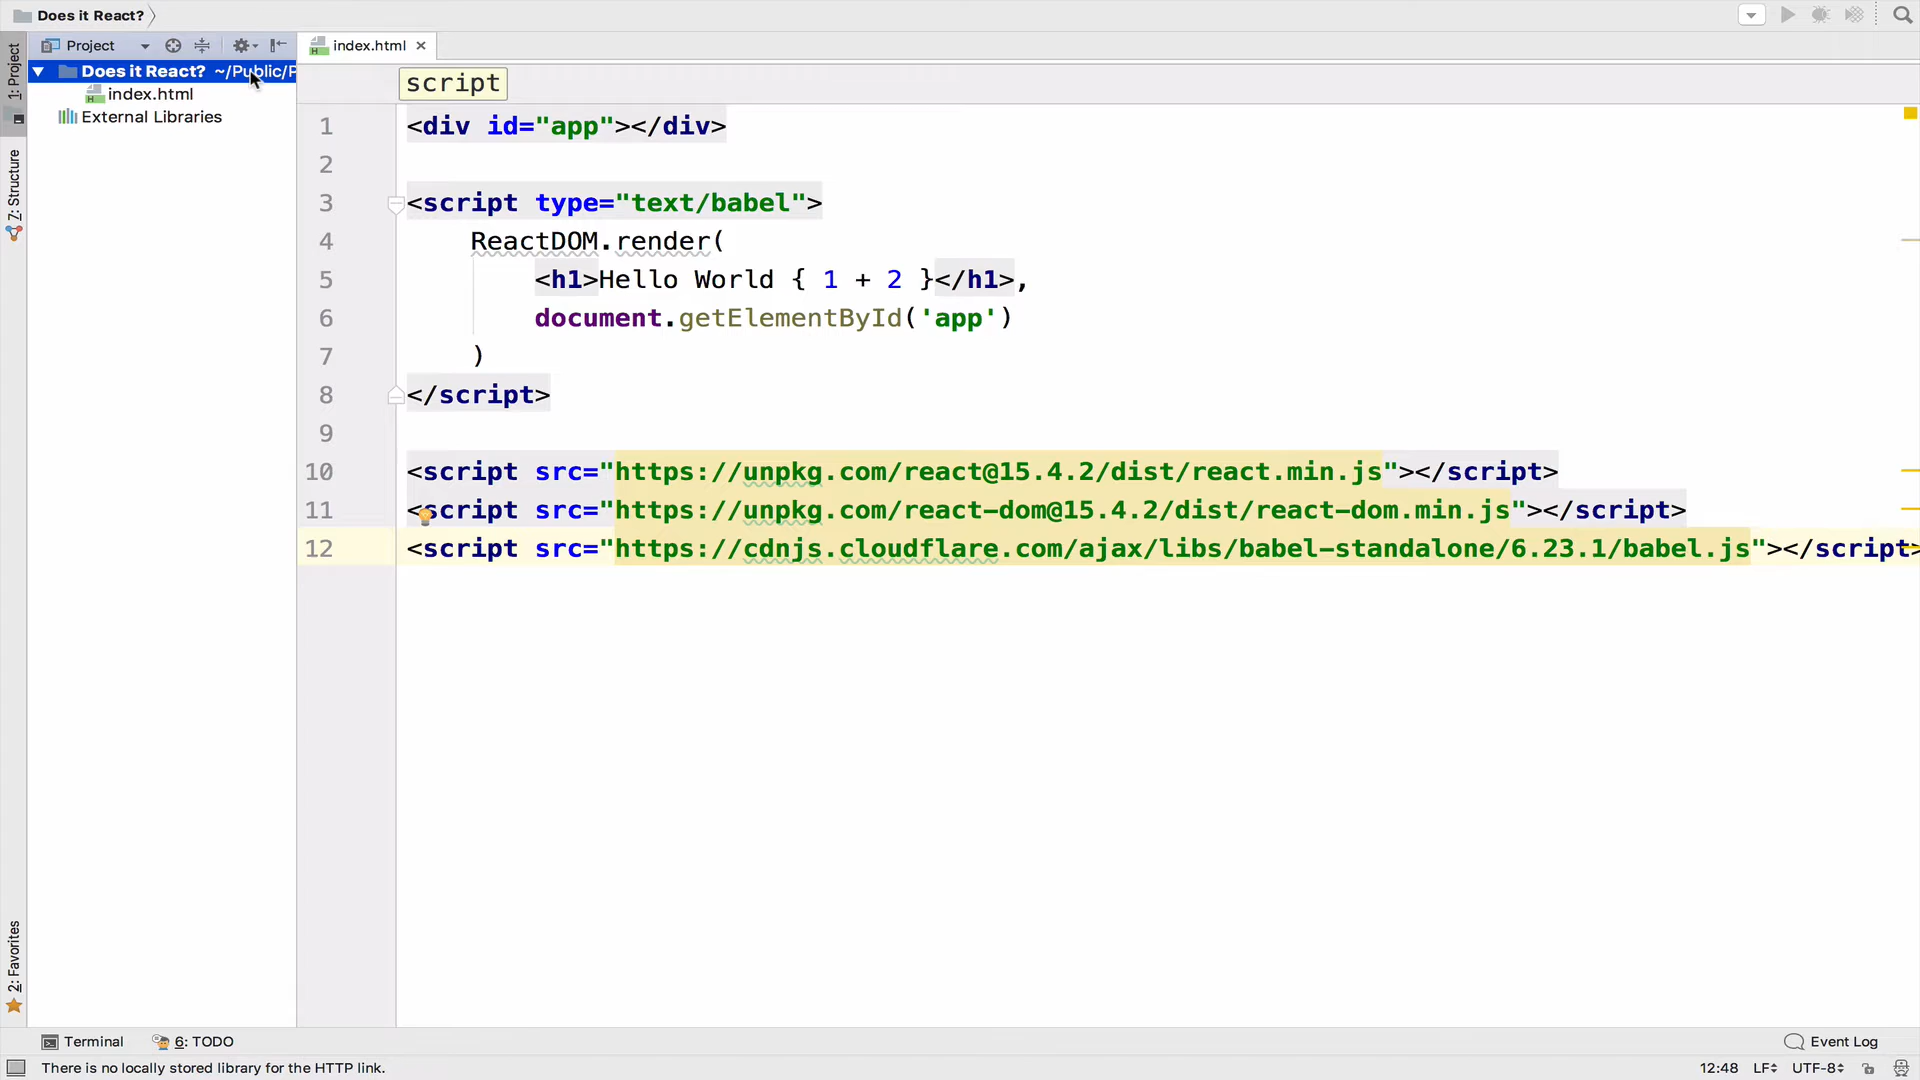 Does it React?
Project
index.html
1: Project
Does it React? ~/Public/P
index.html
External Libraries
7: Structure
2: Favorites
script
1 <div id="app"></div>
2
3 <script type="text/babel">
4 ReactDOM.render(
5 <h1>Hello World { 1 + 2 }</h1>,
6 document.getElementById('app')
7 )
8 </script>
9
10 <script src="https://unpkg.com/react@15.4.2/dist/react.min.js"></script>
11 <script src="https://unpkg.com/react-dom@15.4.2/dist/react-dom.min.js"></script>
12 <script src="https://cdnjs.cloudflare.com/ajax/libs/babel-standalone/6.23.1/babel.js"></script>
Terminal
6: TODO
Event Log
There is no locally stored library for the HTTP link.
12:48 LF UTF-8